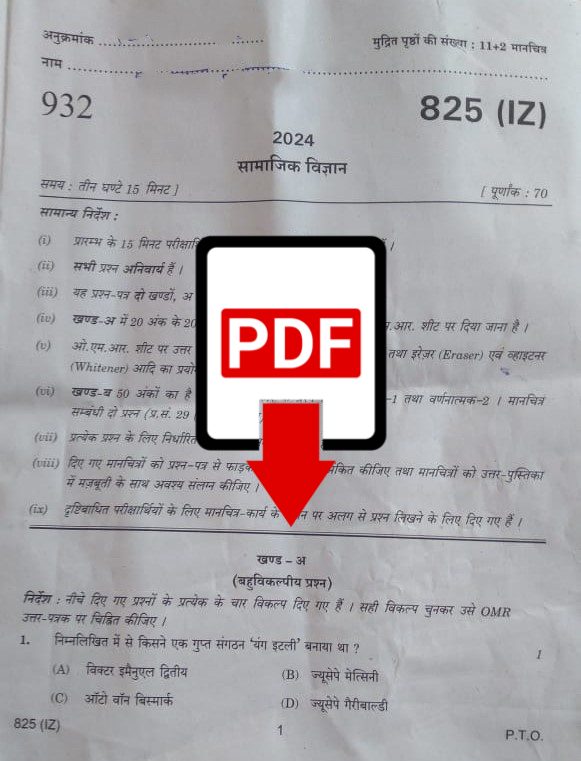 अनुक्रमांक
मुद्रित पृष्ठों की संख्या : 11+2 मानचित्र
नाम
932
825 (IZ)
2024
सामाजिक विज्ञान
समय : तीन घण्टे 15 मिनट ]
[ पूर्णांक : 70
सामान्य निर्देश :
(i) प्रारम्भ के 15 मिनट
(ii) सभी प्रश्न अनिवार्य हैं ।
(iii) यह प्रश्न-पत्र दो खण्डों,
(iv) खण्ड-अ में 20 अंक के 20 आर. शीट पर दिया जाना है ।
(v) ओ.एम.आर. शीट पर उत्तर तथा इरेज़र (Eraser) एवं व्हाइटनर
(Whitener) आदि का
PDF
(vi) खण्ड-ब 50 अंकों का है -1 तथा वर्णनात्मक-2 । मानचित्र
सम्बंधी दो प्रश्न (प्र.सं. 29
(vii) प्रत्येक प्रश्न के लिए
(viii) दिए गए मानचित्रों को प्रश्न-पत्र से कीजिए तथा मानचित्रों को उत्तर-पुस्तिका
में मज़बूती के साथ अवश्य संलग्न कीजिए ।
(ix) दृष्टिबाधित परीक्षार्थियों के लिए मानचित्र-कार्य के पर अलग से प्रश्न लिखने के लिए दिए गए हैं ।
खण्ड – अ
(बहुविकल्पीय प्रश्न)
निर्देश : नीचे दिए गए प्रश्नों के प्रत्येक के चार विकल्प दिए गए हैं । सही विकल्प चुनकर उसे OMR
उत्तर-पत्रक पर चिह्नित कीजिए ।
1. निम्नलिखित में से किसने एक गुप्त संगठन 'यंग इटली' बनाया था ? 1
(A) विक्टर इमैनुएल द्वितीय (B) ज्यूसेपे मेत्सिनी
(C) ऑटो वॉन बिस्मार्क (D) ज्यूसेपे गैरीबाल्डी
825 (IZ) 1 P.T.O.